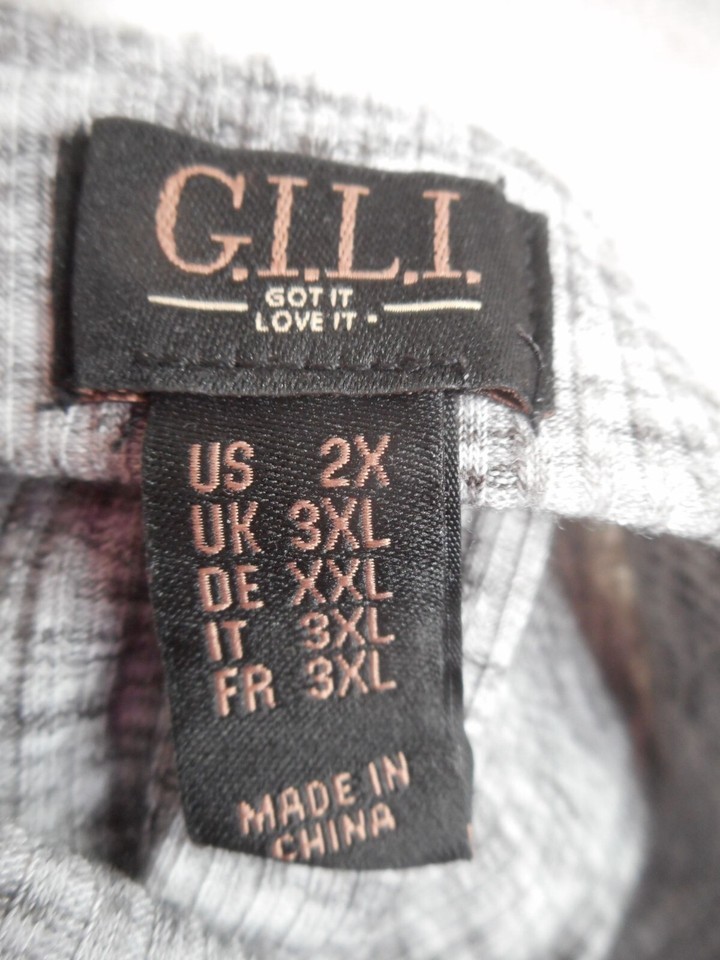 G.I.L.I.
GOT IT
LOVE IT
US 2X
UK 3XL
DE XXL
IT 3XL
FR 3XL
MADE IN
CHINA